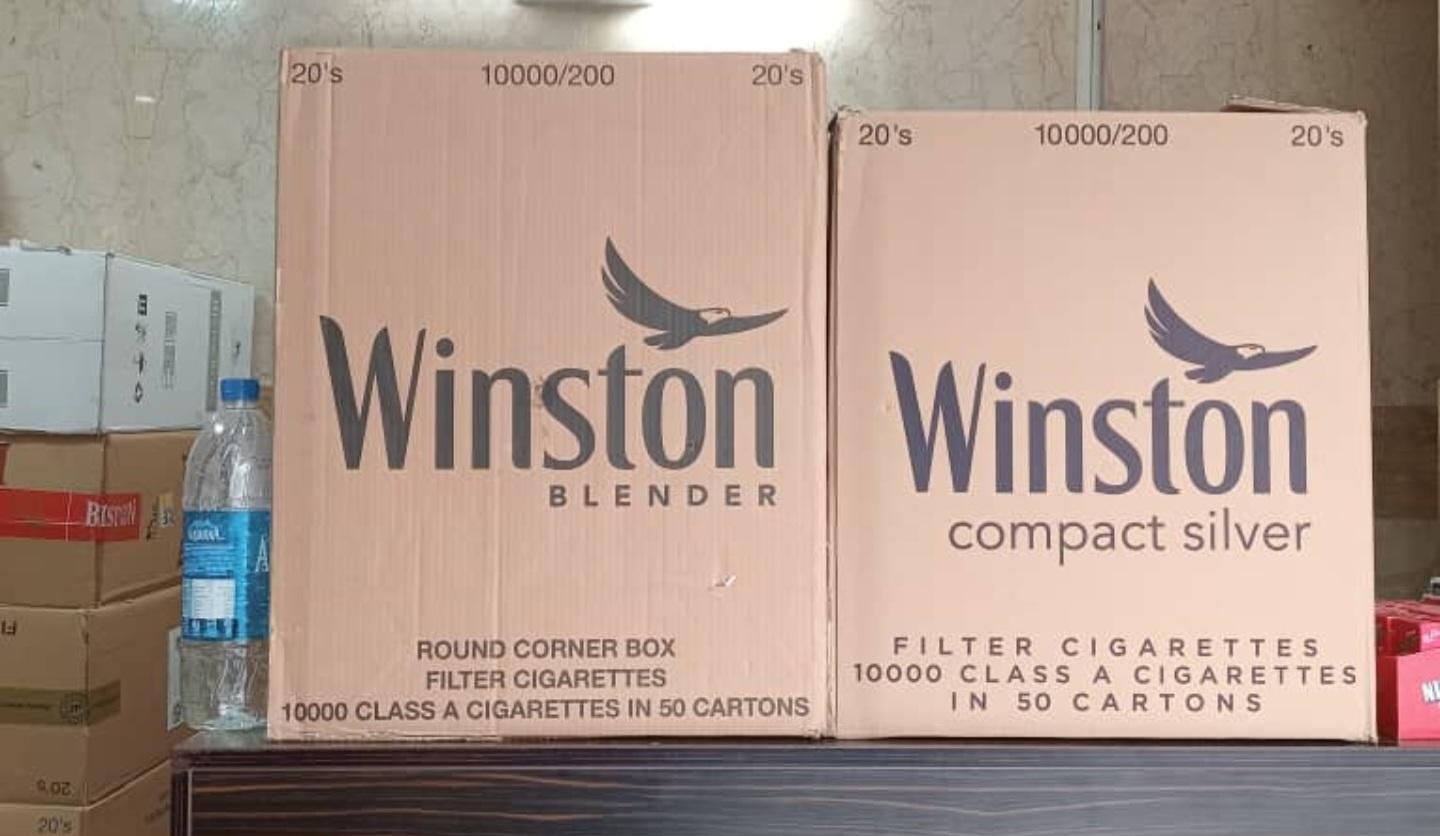 20's 10000/200 20's
Winston
BLENDER
ROUND CORNER BOX
FILTER CIGARETTES
10000 CLASS A CIGARETTES IN 50 CARTONS
20's 10000/200 20's
Winston
compact silver
FILTER CIGARETTES
10000 CLASS A CIGARETTES
IN 50 CARTONS
BISTON
20's
20's